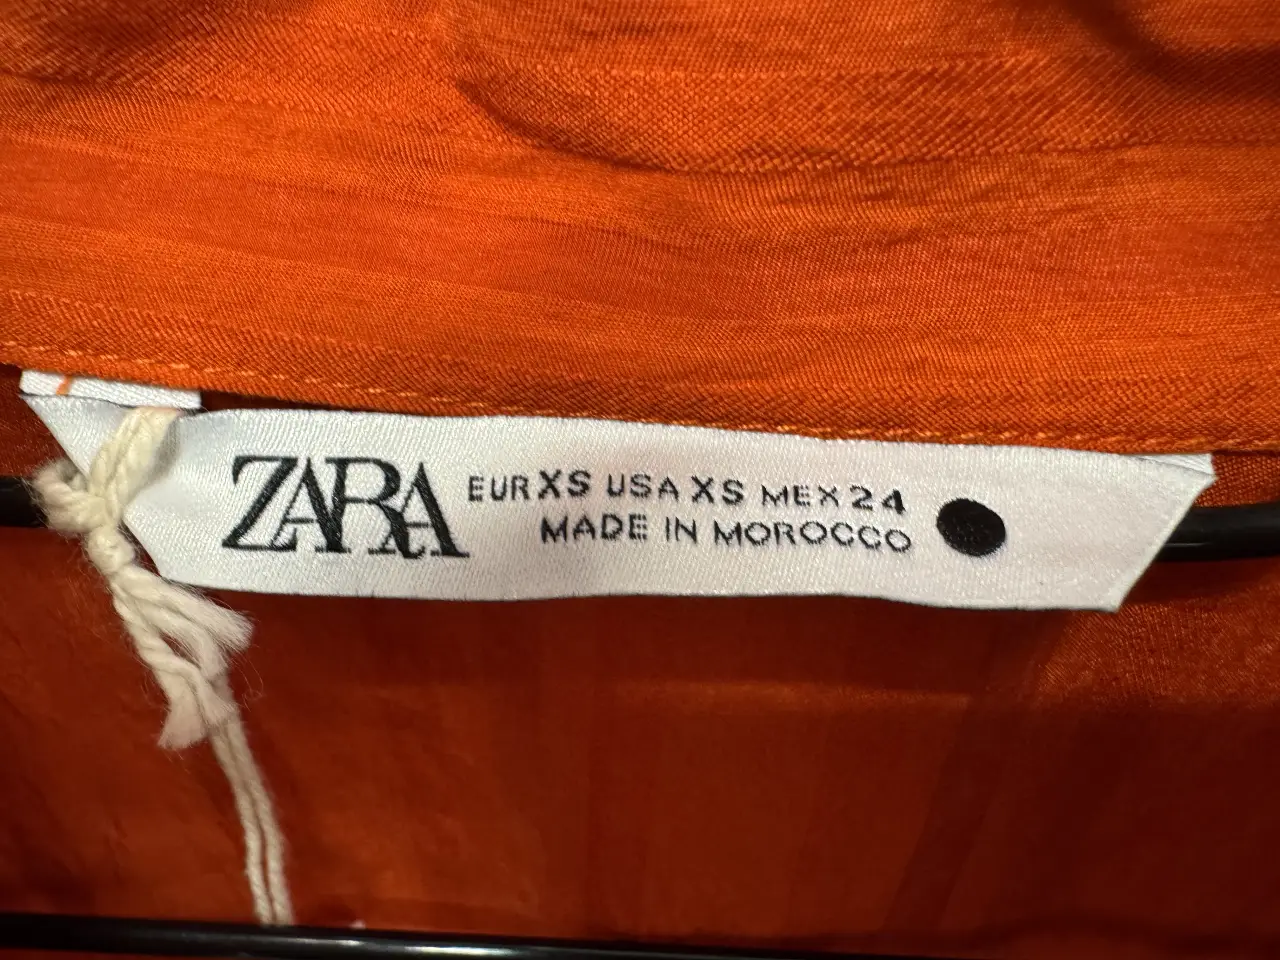 ZARA
EUR XS USA XS MEX 24
MADE IN MOROCCO